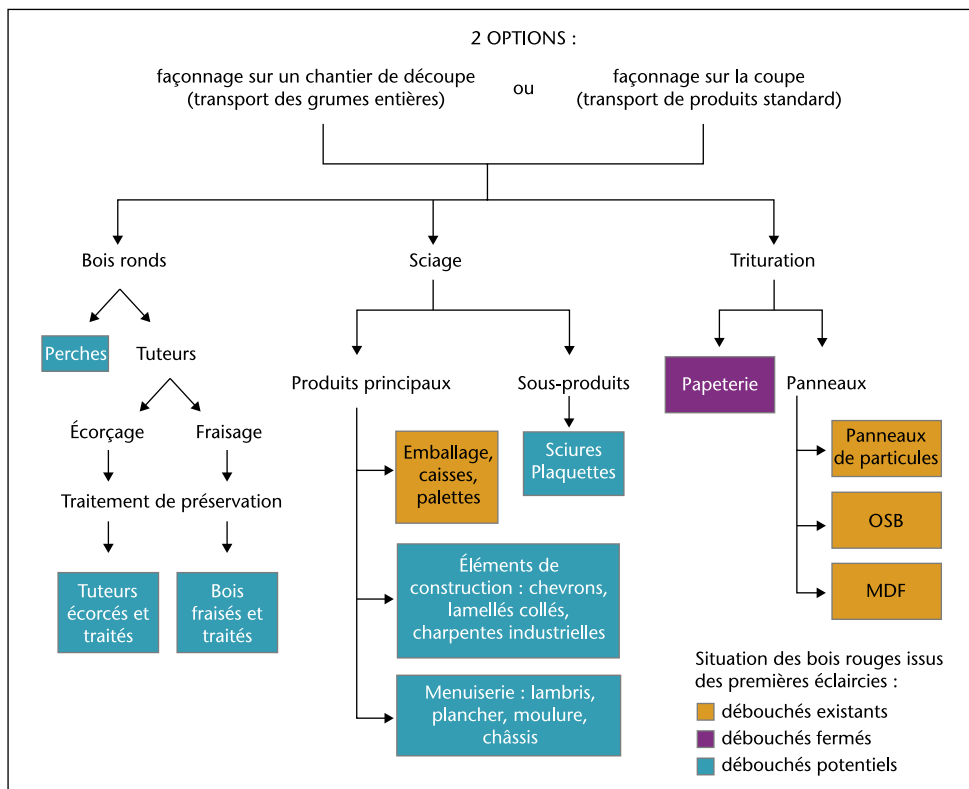 2 OPTIONS :
façonnage sur un chantier de découpe
(transport des grumes entières)
ou
façonnage sur la coupe
(transport de produits standard)
Bois ronds
Sciage
Trituration
Perches
Tuteurs
Produits principaux
Sous-produits
Papeterie
Panneaux
Écorçage
Fraisage
Emballage,
caisses,
palettes
Sciures
Plaquettes
Panneaux
de particules
Traitement de préservation
OSB
Tuteurs
écorcés et
traités
Bois
fraisés et
traités
Éléments de
construction : chevrons,
lamellés collés,
charpentes industrielles
MDF
Menuiserie : lambris,
plancher, moulure,
châssis
Situation des bois rouges issus
des premières éclaircies :
débouchés existants
débouchés fermés
débouchés potentiels